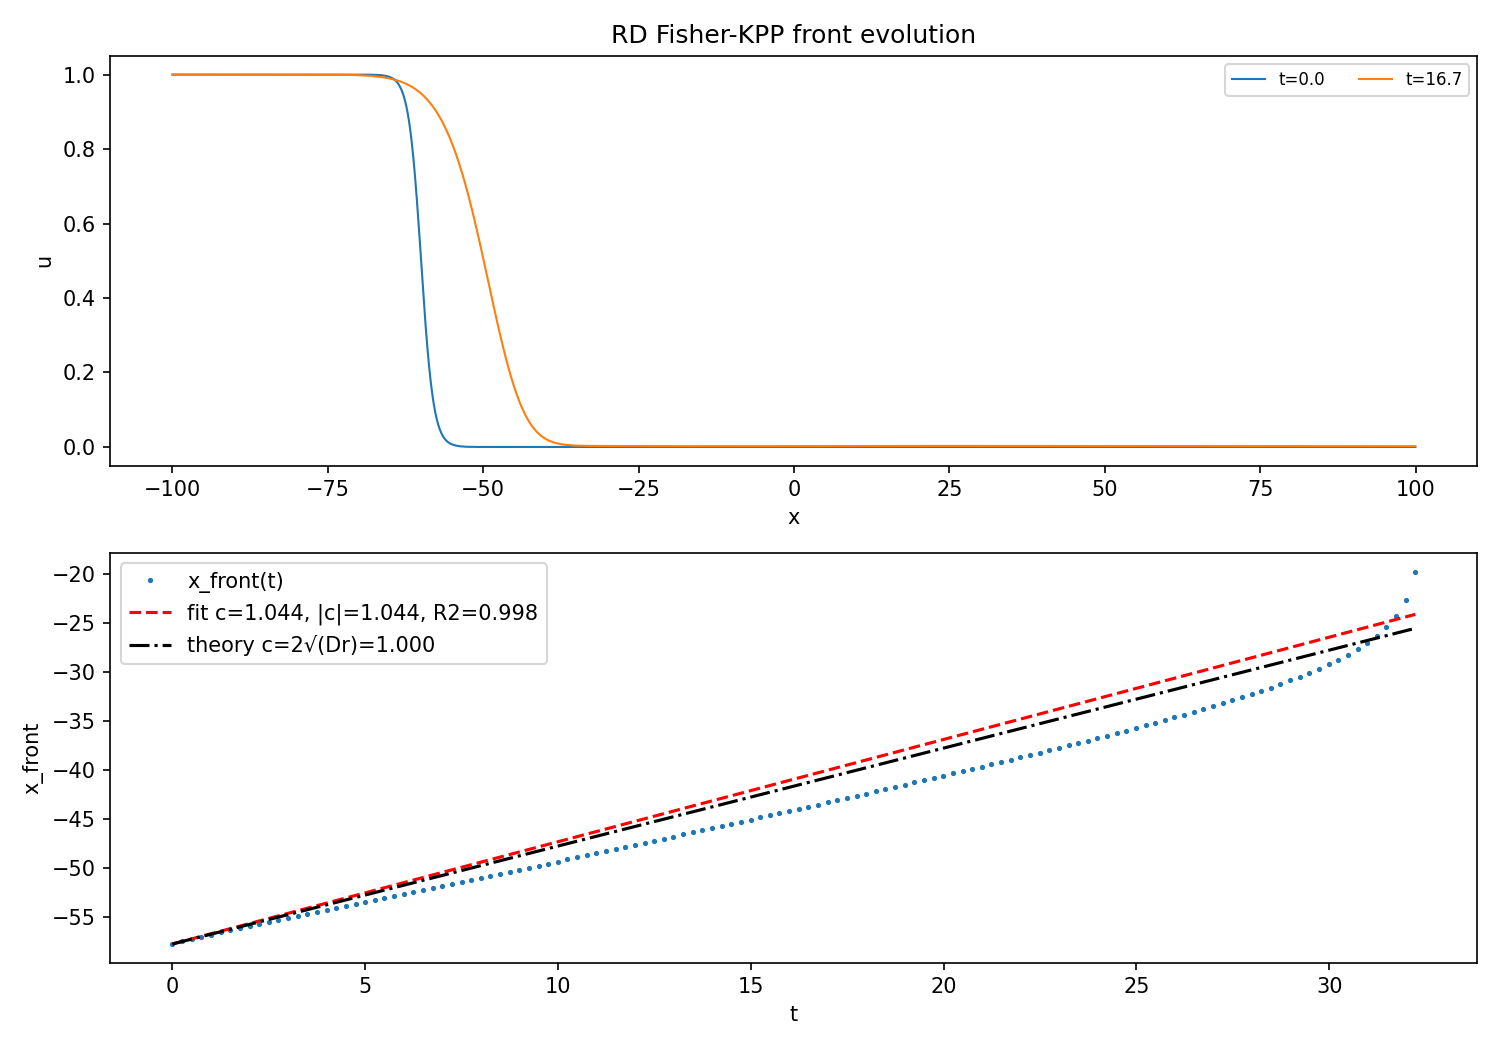 RD Fisher-KPP front evolution
t=0.0 t=16.7
1.0
0.8
0.6
0.4
0.2
0.0
u
−100 −75 −50 −25 0 25 50 75 100
x
x_front(t)
fit c=1.044, |c|=1.044, R2=0.998
theory c=2√(Dr)=1.000
−20
−25
−30
−35
−40
−45
−50
−55
x_front
0 5 10 15 20 25 30
t